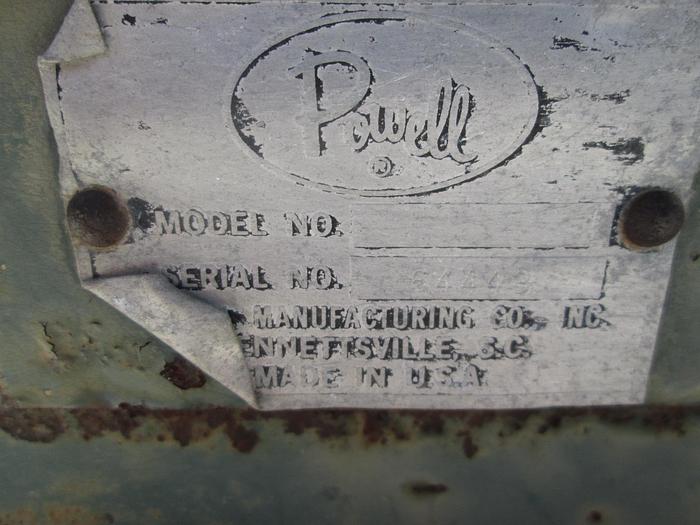 Powell
®
MODEL NO.
SERIAL NO.
MANUFACTURING CO., INC.
ENNETTSVILLE, S.C.
MADE IN U.S.A.